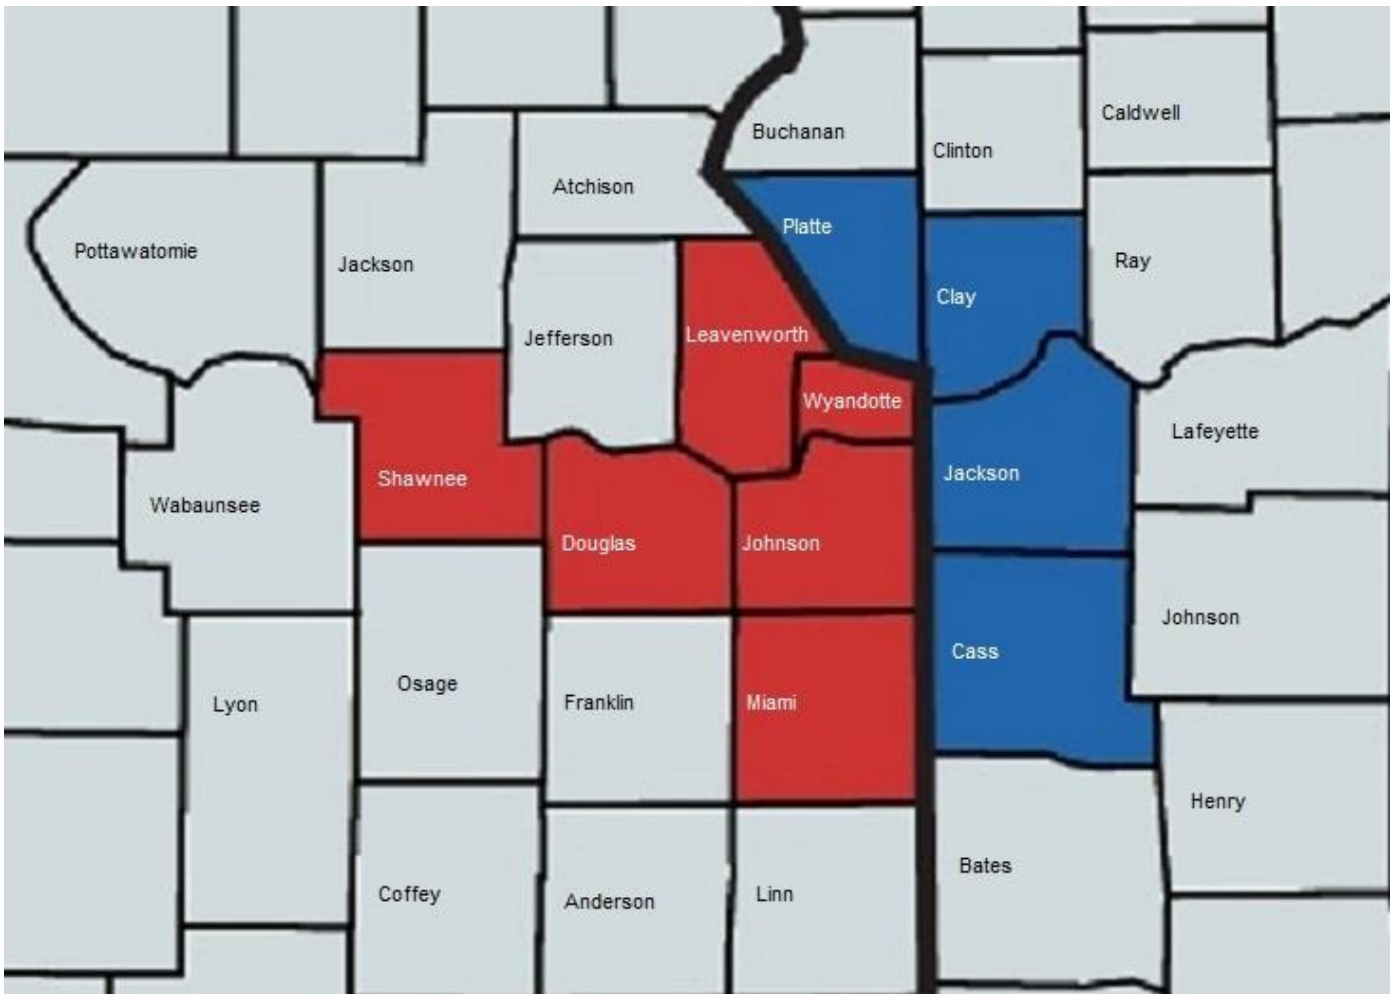 Caldwell
Buchanan
Clinton
Atchison
Platte
Pottawatomie
Jackson
Ray
Clay
Jefferson
Leavenworth
Wyandotte
Lafeyette
Shawnee
Jackson
Wabaunsee
Douglas
Johnson
Johnson
Cass
Osage
Lyon
Franklin
Miami
Henry
Bates
Coffey
Anderson
Linn